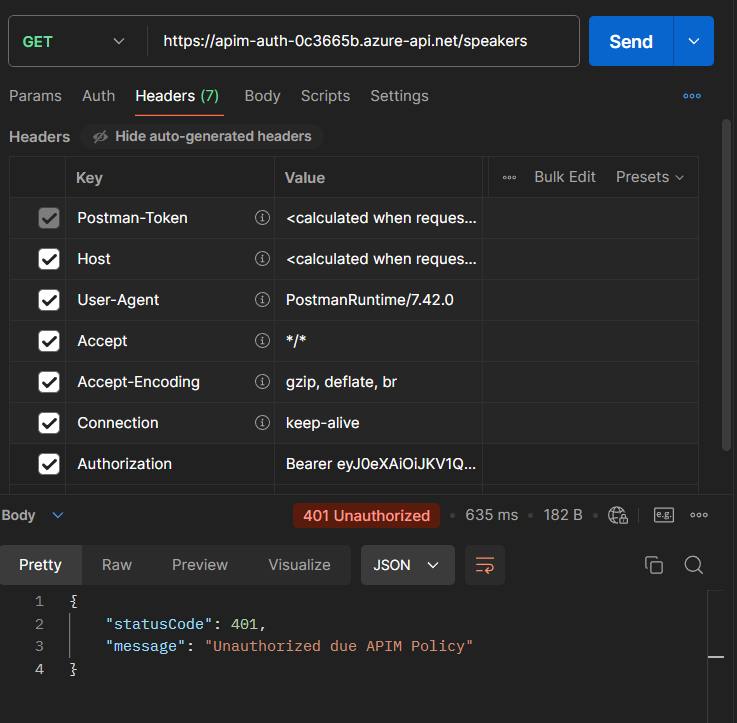 GET https://apim-auth-0c3665b.azure-api.net/speakers Send
Params Auth Headers (7) Body Scripts Settings
Headers Hide auto-generated headers
Key Value Bulk Edit Presets
Postman-Token <calculated when reques...
Host <calculated when reques...
User-Agent PostmanRuntime/7.42.0
Accept */*
Accept-Encoding gzip, deflate, br
Connection keep-alive
Authorization Bearer eyJ0eXAiOiJKV1Q...
Body 401 Unauthorized 635 ms 182 B e.g.
Pretty Raw Preview Visualize JSON
1 {
2 "statusCode": 401,
3 "message": "Unauthorized due APIM Policy"
4 }